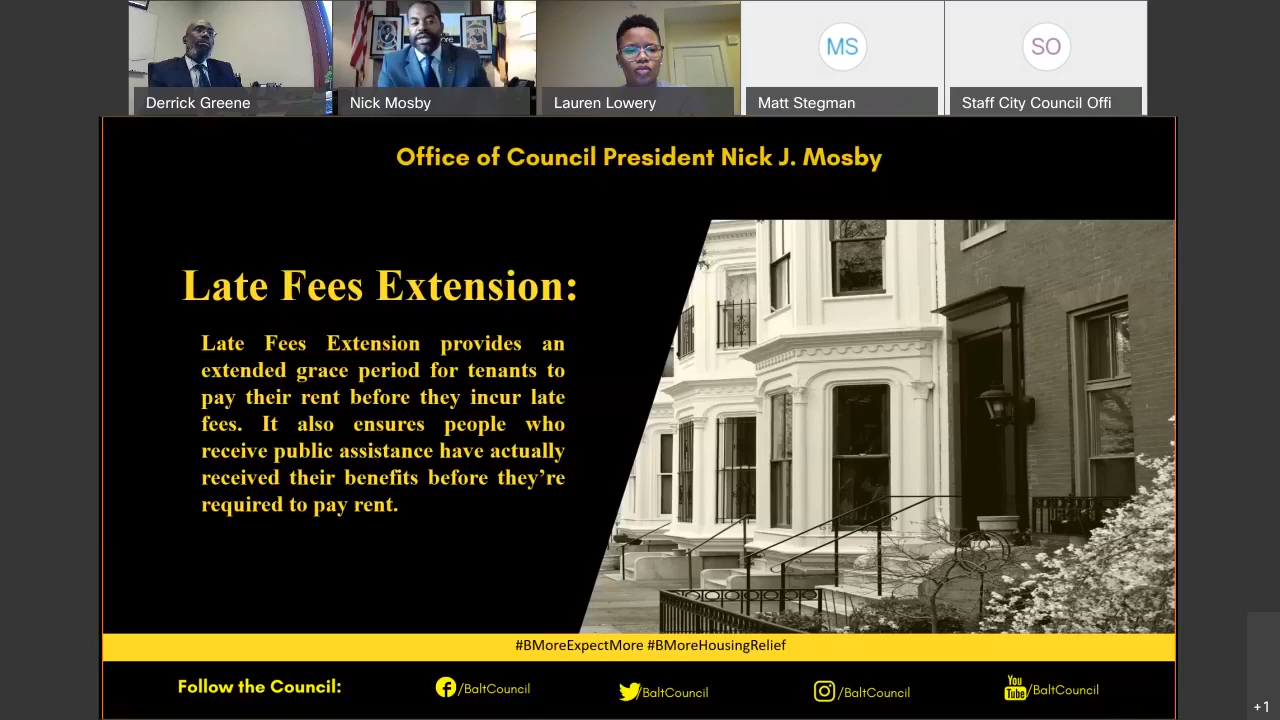 MS
SO
Derrick Greene
Nick Mosby
Lauren Lowery
Matt Stegman
Staff City Council Offi
Office of Council President Nick J. Mosby
Late Fees Extension:
Late Fees Extension provides an
extended grace period for tenants to
pay their rent before they incur late
fees. It also ensures people who
receive public assistance have actually
received their benefits before they’re
required to pay rent.
#BMoreExpectMore #BMoreHousingRelief
Follow the Council:
/BaltCouncil
/BaltCouncil
/BaltCouncil
You
Tube
/BaltCouncil
+1